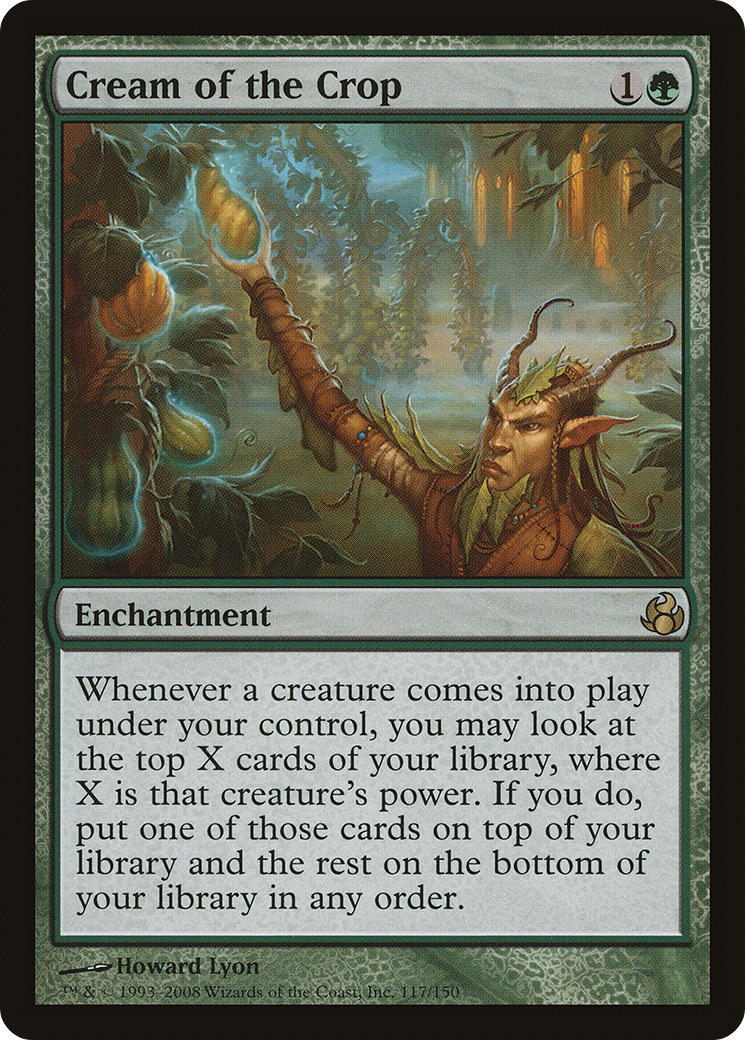 Cream of the Crop 1
Enchantment
Whenever a creature comes into play
under your control, you may look at
the top X cards of your library, where
X is that creature's power. If you do,
put one of those cards on top of your
library and the rest on the bottom of
your library in any order.
Howard Lyon
™ & © 1993–2008 Wizards of the Coast, Inc. 117/150